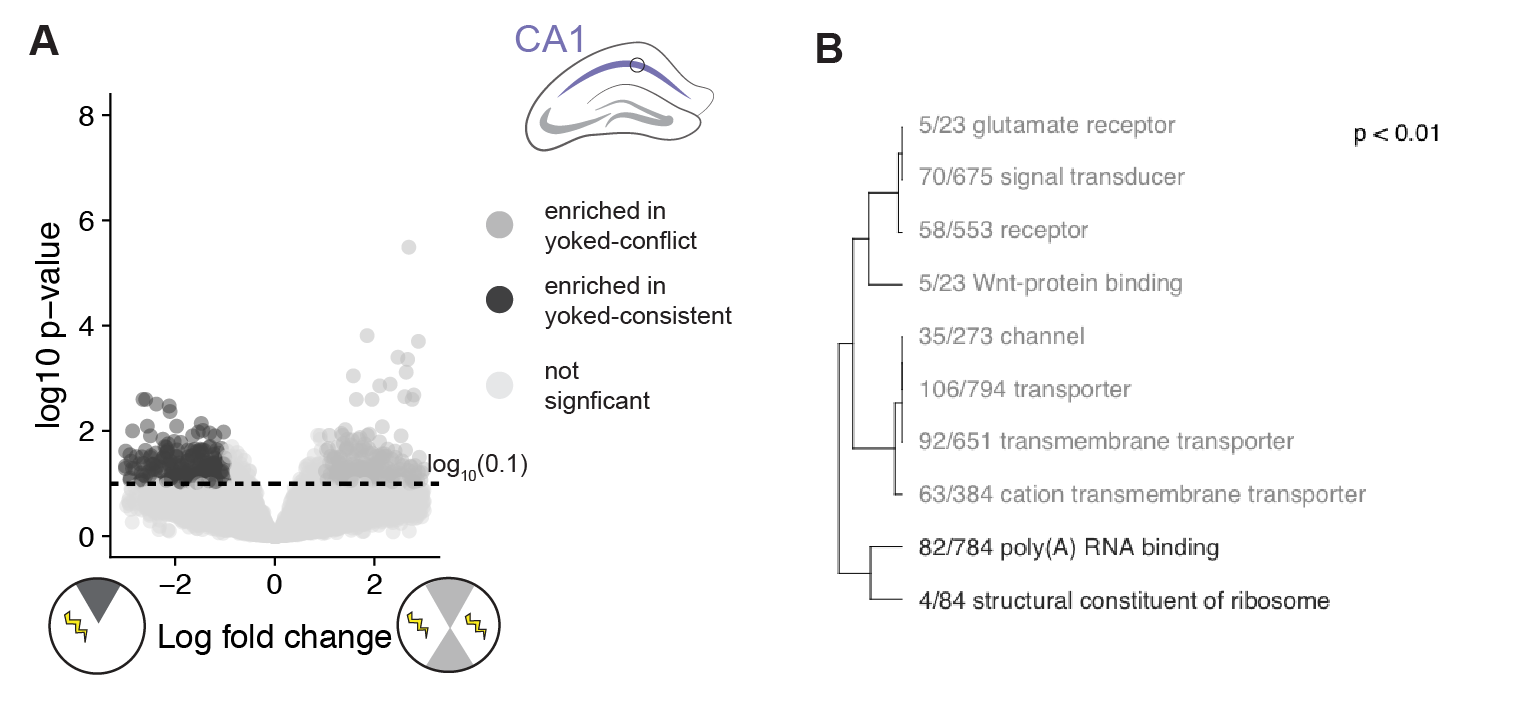 A
CA1
8
6
4
2
0
log10 p−value
−2 0 2
Log fold change
enriched in
yoked-conflict
enriched in
yoked-consistent
not
signficant
log10(0.1)
B
5/23 glutamate receptor
p < 0.01
70/675 signal transducer
58/553 receptor
5/23 Wnt-protein binding
35/273 channel
106/794 transporter
92/651 transmembrane transporter
63/384 cation transmembrane transporter
82/784 poly(A) RNA binding
4/84 structural constituent of ribosome